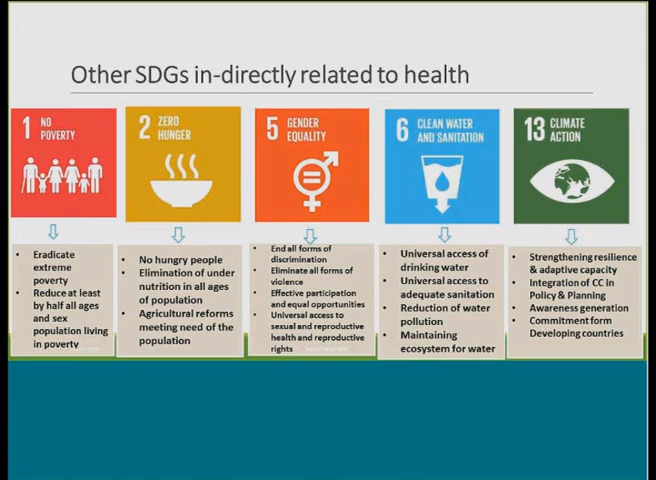 Other SDGs in-directly related to health
1 NO
POVERTY
2 ZERO
HUNGER
5 GENDER
EQUALITY
6 CLEAN WATER
AND SANITATION
13 CLIMATE
ACTION
• Eradicate
extreme
poverty
• Reduce at least
by half all ages
and sex
population living
in poverty
• No hungry people
• Elimination of under
nutrition in all ages
of population
• Agricultural reforms
meeting need of the
population
• End all forms of
discrimination
• Eliminate all forms of
violence
• Effective participation
and equal opportunities
• Universal access to
sexual and reproductive
health and reproductive
rights
• Universal access of
drinking water
• Universal access to
adequate sanitation
• Reduction of water
pollution
• Maintaining
ecosystem for water
• Strengthening resilience
& adaptive capacity
• Integration of CC in
Policy & Planning
• Awareness generation
• Commitment form
Developing countries